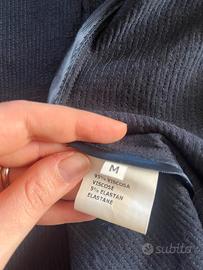 M
95% VISCOSA
VISCOSE
5% ELASTAN
ELASTANE
subito